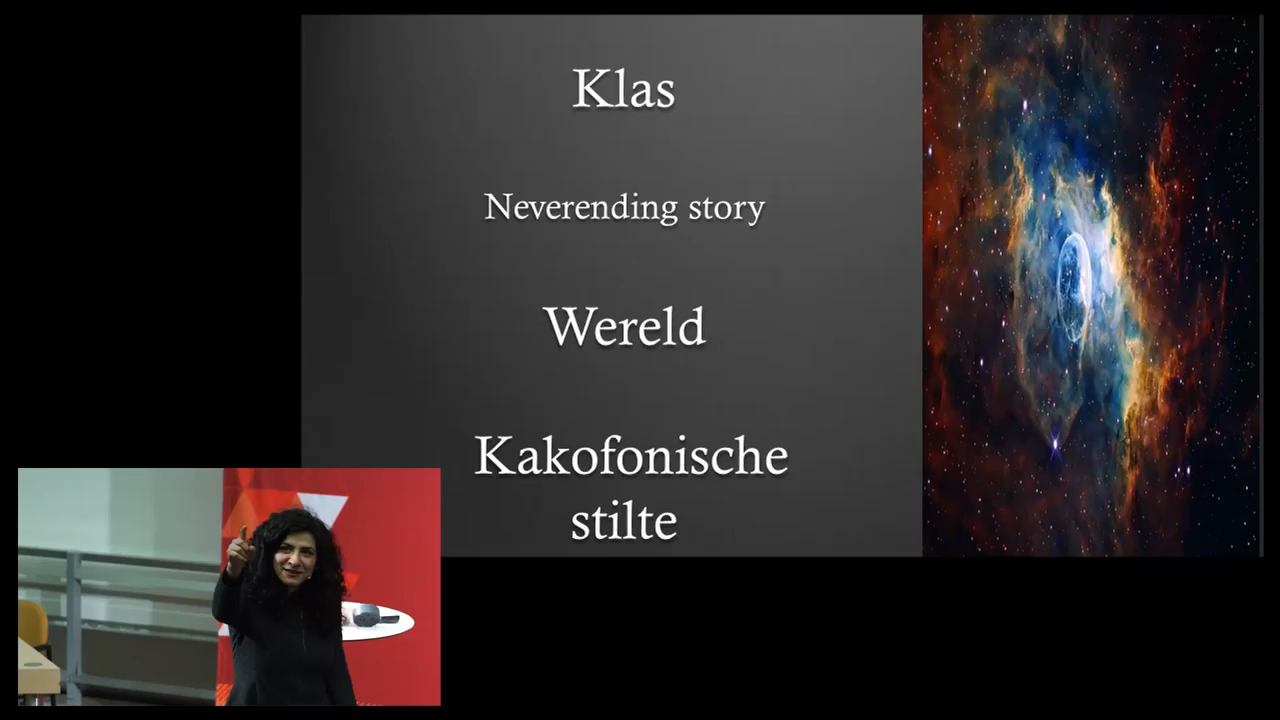 Klas
Neverending story
Wereld
Kakofonische
stilte